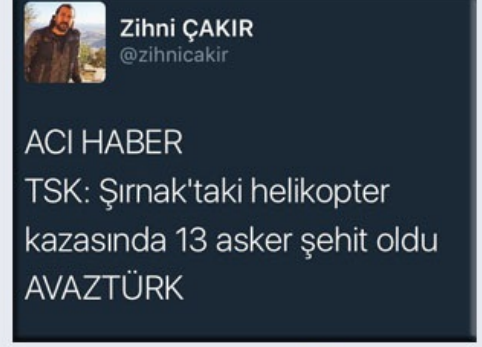 Zihni ÇAKIR
@zihnicakir
ACI HABER
TSK: Şırnak'taki helikopter
kazasında 13 asker şehit oldu
AVAZTÜRK